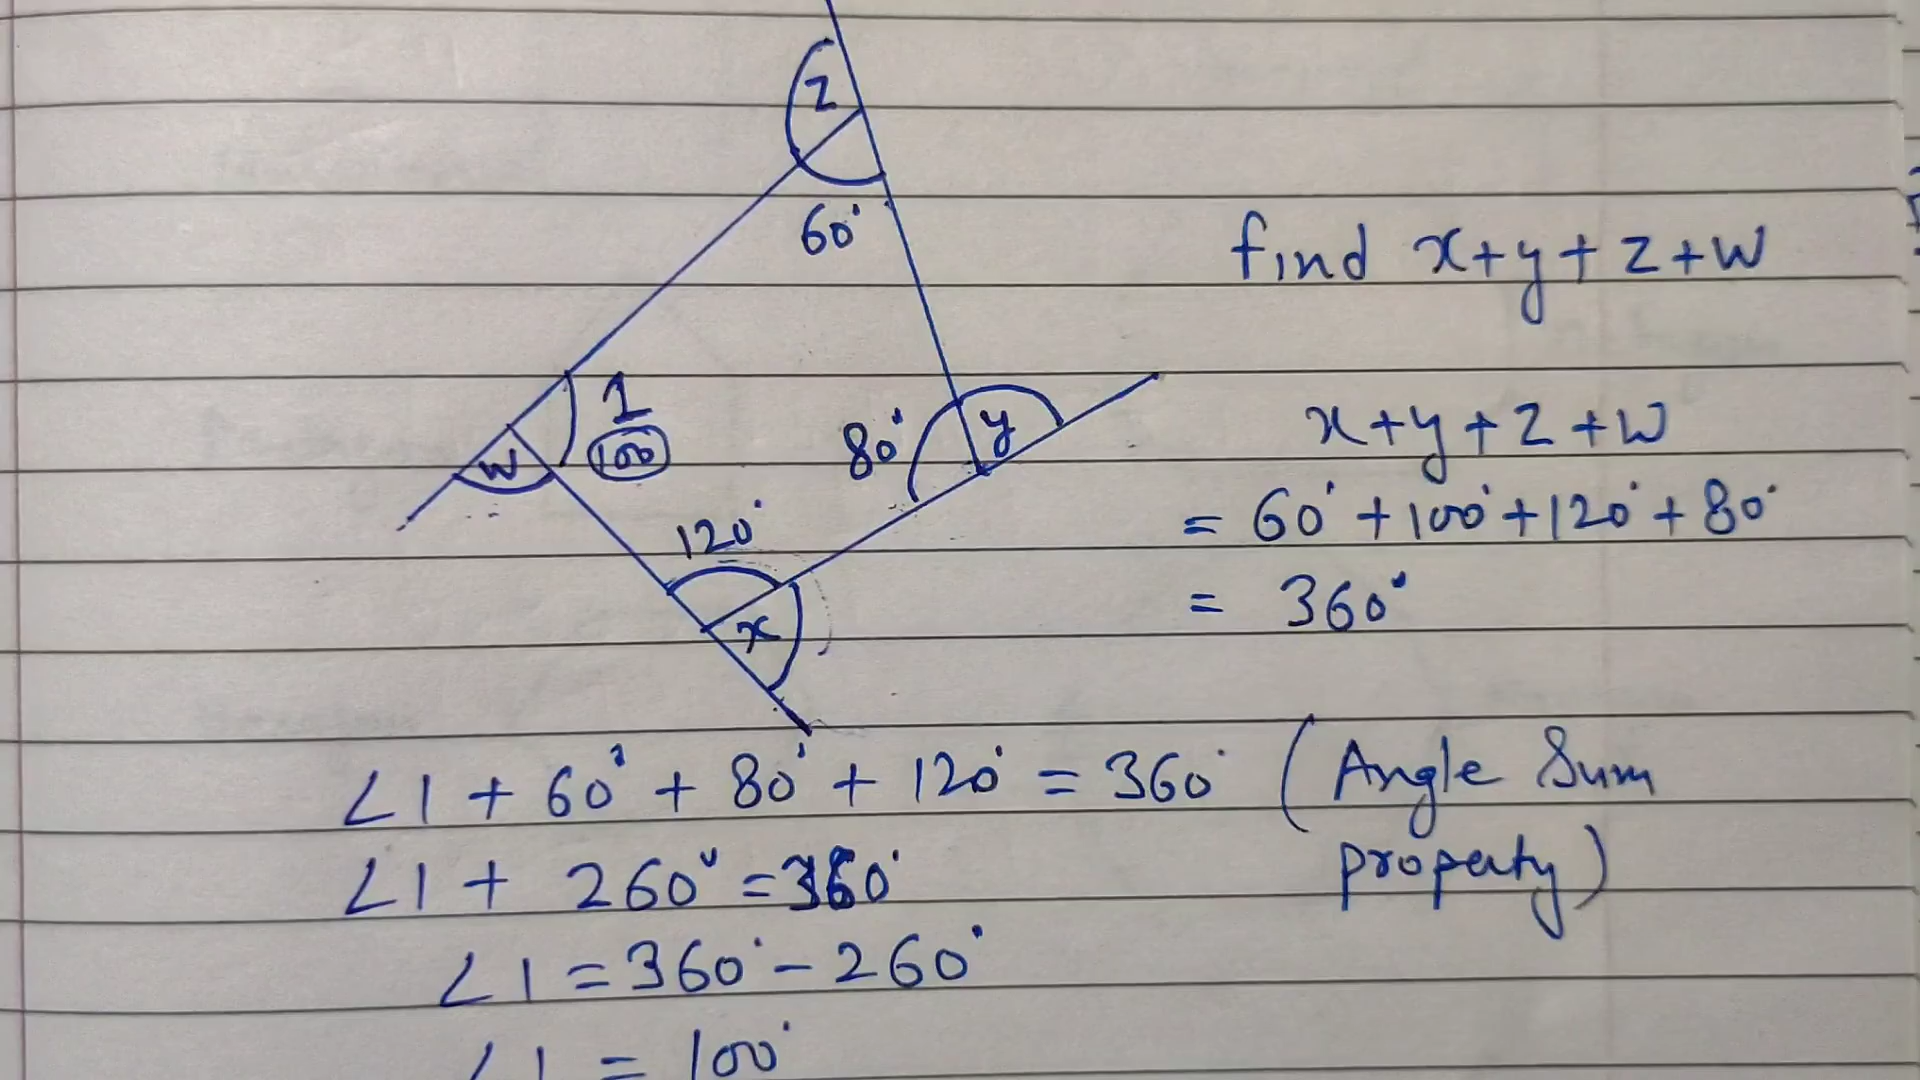 z
60°
find x+y+z+w
1
100
80°
y
w
x+y+z+w
120°
= 60°+100°+120°+80°
x
= 360°
∠1 + 60° + 80° + 120° = 360° (Angle Sum
property)
∠1 + 260° = 360°
∠1 = 360° - 260°
∠1 = 100°